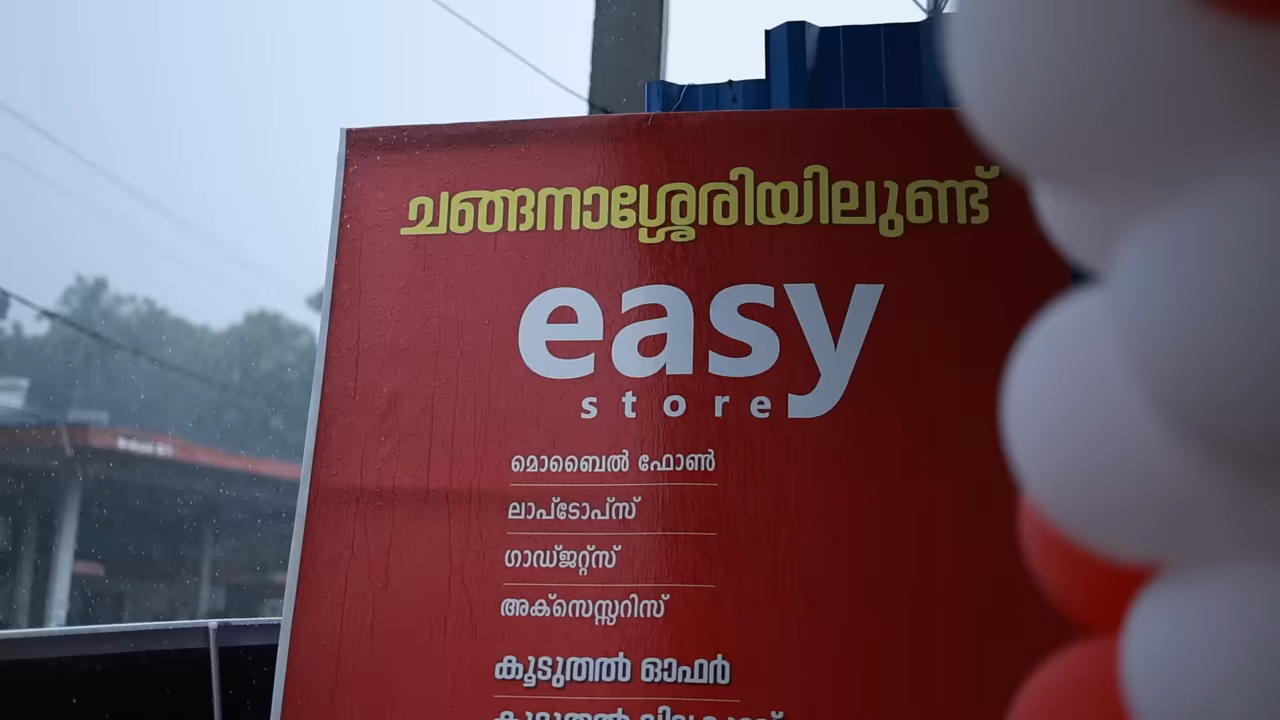 ചങ്ങനാശ്ശേരിയിലുണ്ട്
easy
store
മൊബൈൽ ഫോൺ
ലാപ്ടോപ്സ്
ഗാഡ്ജറ്റ്സ്
അക്സെസ്സറിസ്
കൂടുതൽ ഓഫർ